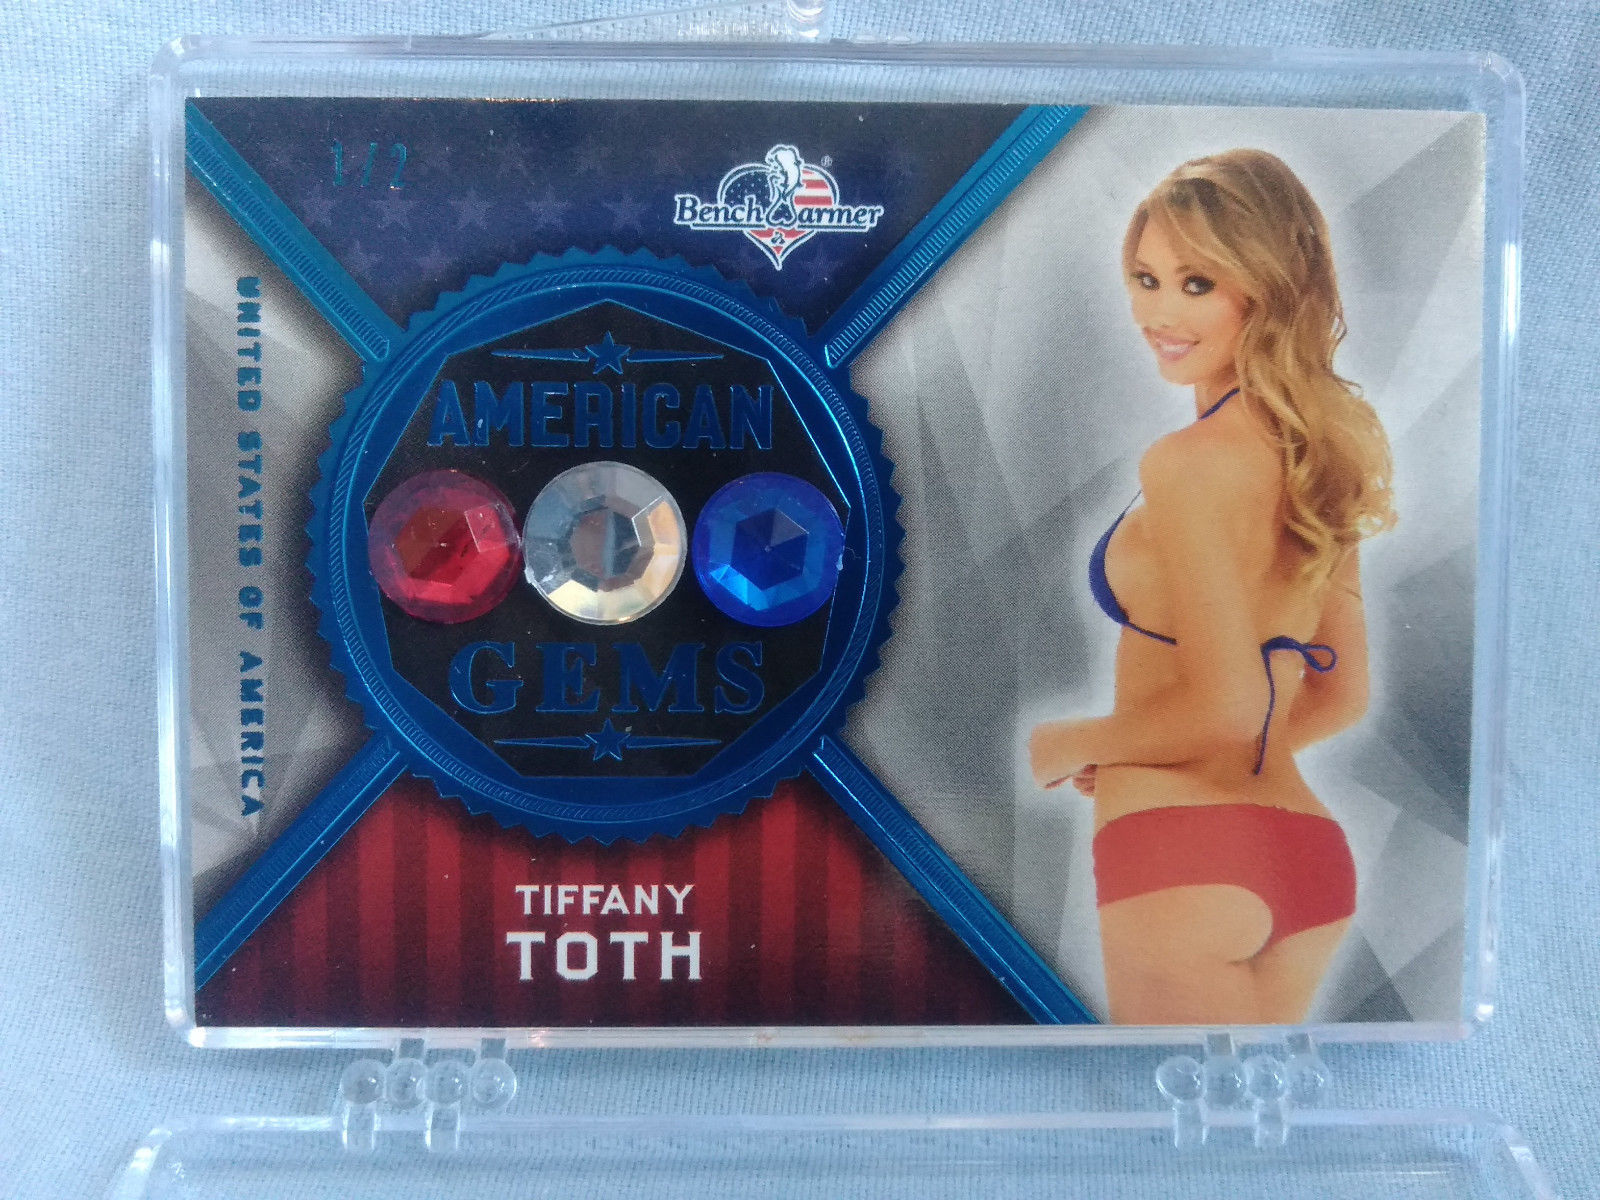 1/2
Bench Warmer®
UNITED STATES OF AMERICA
AMERICAN
GEMS
TIFFANY
TOTH